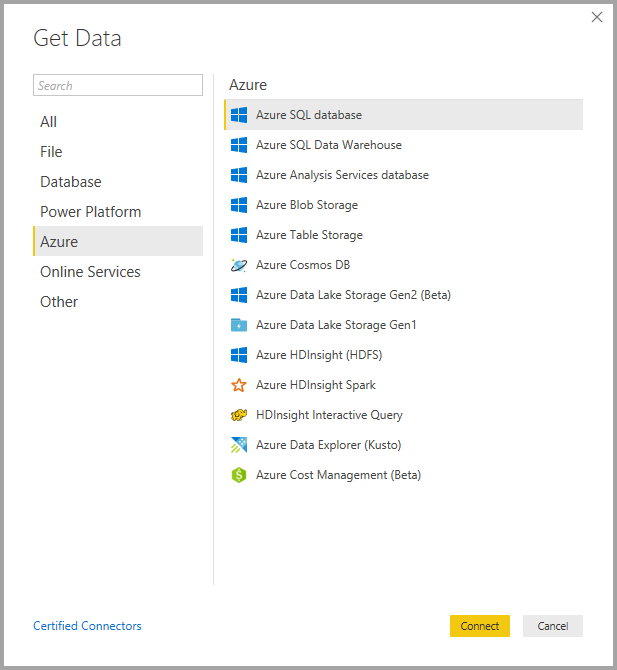 Get Data
Search
All
File
Database
Power Platform
Azure
Online Services
Other
Azure
Azure SQL database
Azure SQL Data Warehouse
Azure Analysis Services database
Azure Blob Storage
Azure Table Storage
Azure Cosmos DB
Azure Data Lake Storage Gen2 (Beta)
Azure Data Lake Storage Gen1
Azure HDInsight (HDFS)
Azure HDInsight Spark
HDInsight Interactive Query
Azure Data Explorer (Kusto)
Azure Cost Management (Beta)
Certified Connectors
Connect
Cancel